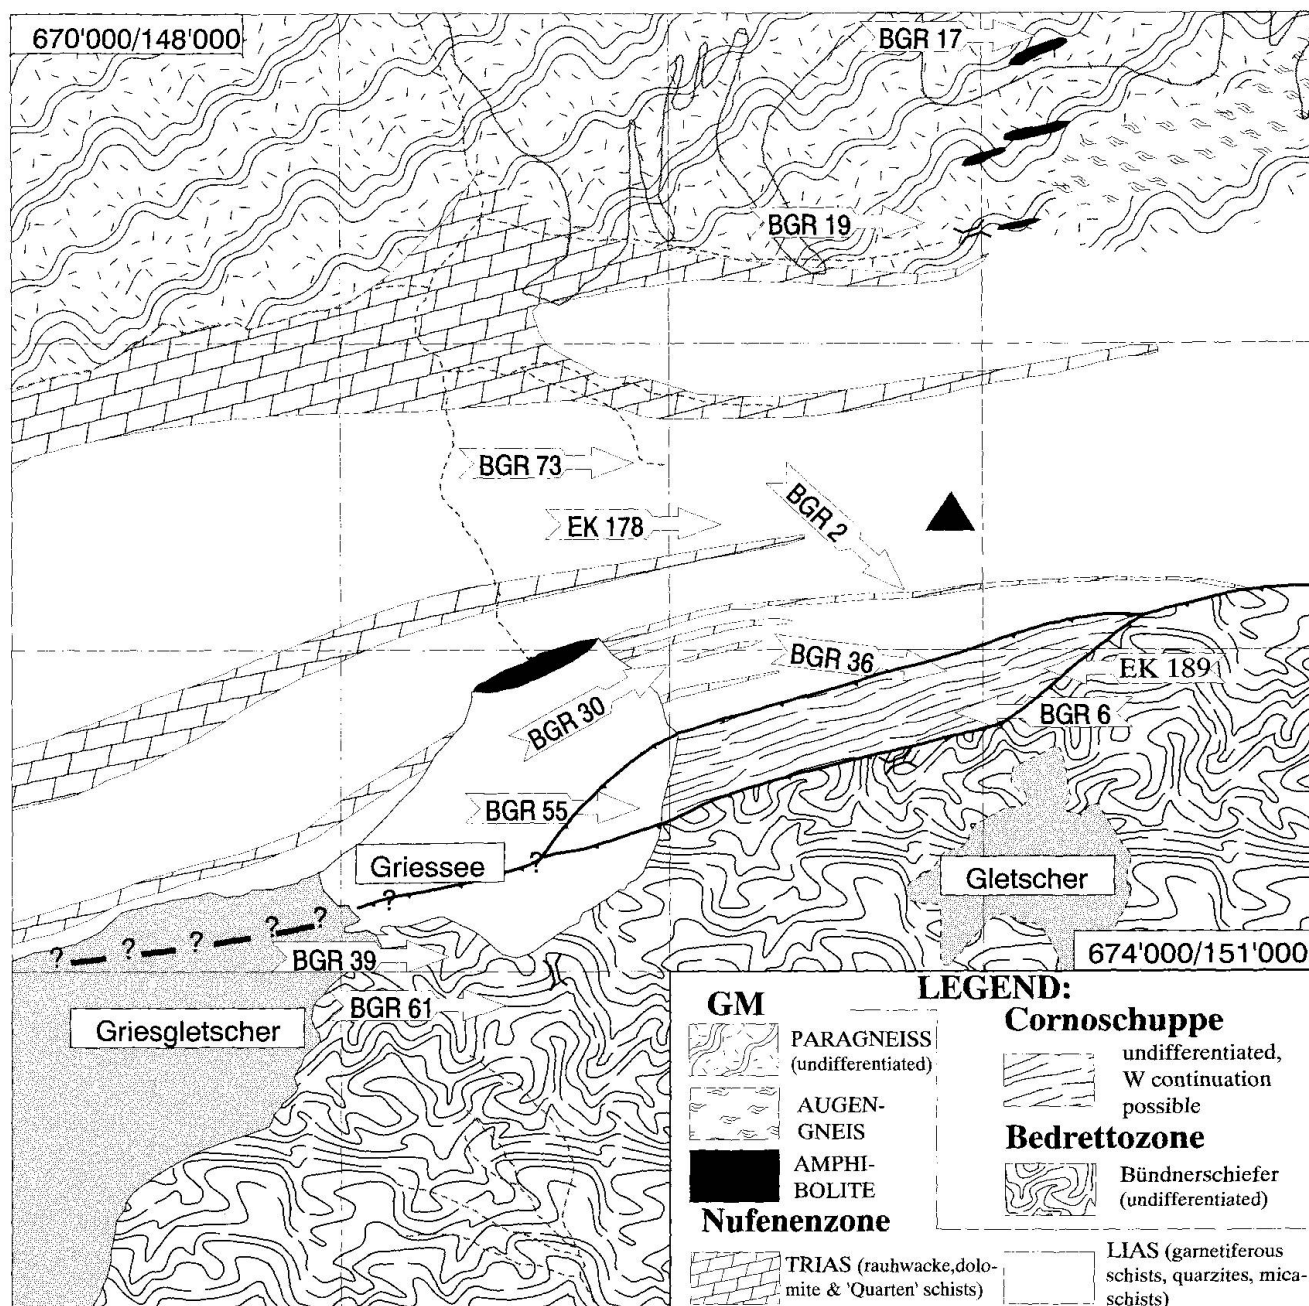 670'000/148'000
BGR 17
BGR 19
BGR 73
EK 178
BGR 2
BGR 36
EK 189
BGR 30
BGR 6
BGR 55
Griessee
?
?
Gletscher
? ? ? ? ?
BGR 39
674'000/151'000
BGR 61
Griesgletscher
LEGEND:
GM
PARAGNEISS
(undifferentiated)
AUGEN-
GNEIS
AMPHI-
BOLITE
Nufenenzone
TRIAS (rauhwacke,dolo-
mite & 'Quarten' schists)
Cornoschuppe
undifferentiated,
W continuation
possible
Bedrettozone
Bündnerschiefer
(undifferentiated)
LIAS (garnetiferous
schists, quarzites, mica-
schists)